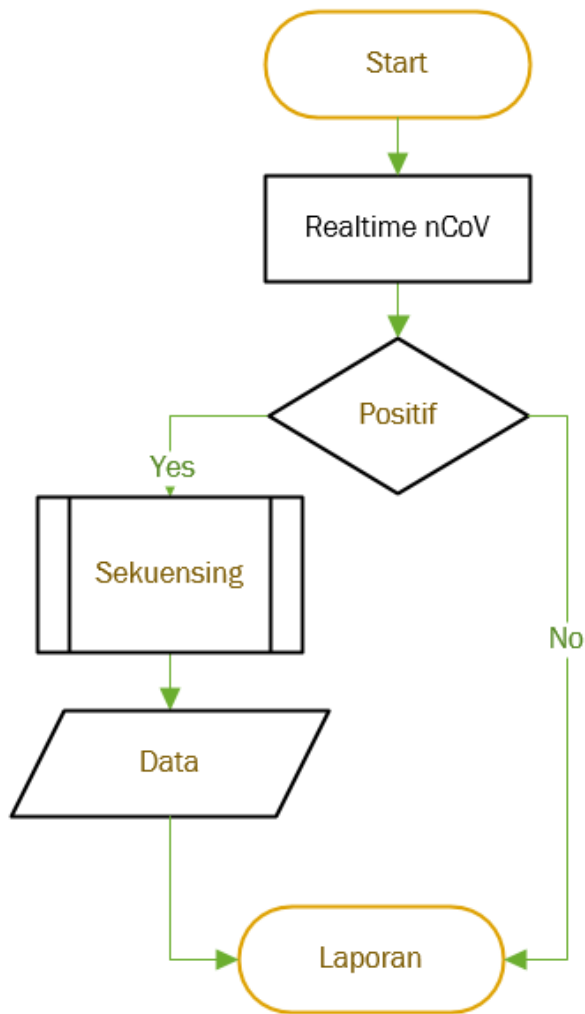 Start
Realtime nCoV
Positif
Yes
Sekuensing
No
Data
Laporan